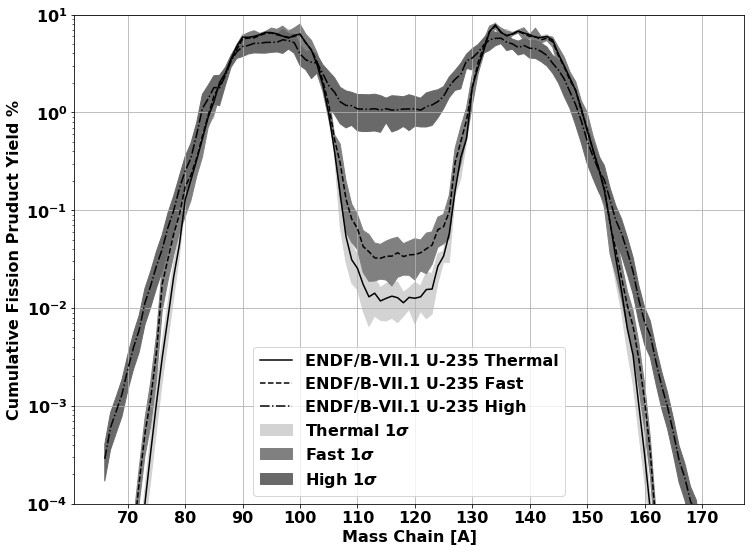 Cumulative Fission Pruduct Yield %
10¹
10⁰
10⁻¹
10⁻²
10⁻³
10⁻⁴
ENDF/B-VII.1 U-235 Thermal
ENDF/B-VII.1 U-235 Fast
ENDF/B-VII.1 U-235 High
Thermal 1σ
Fast 1σ
High 1σ
70 80 90 100 110 120 130 140 150 160 170
Mass Chain [A]